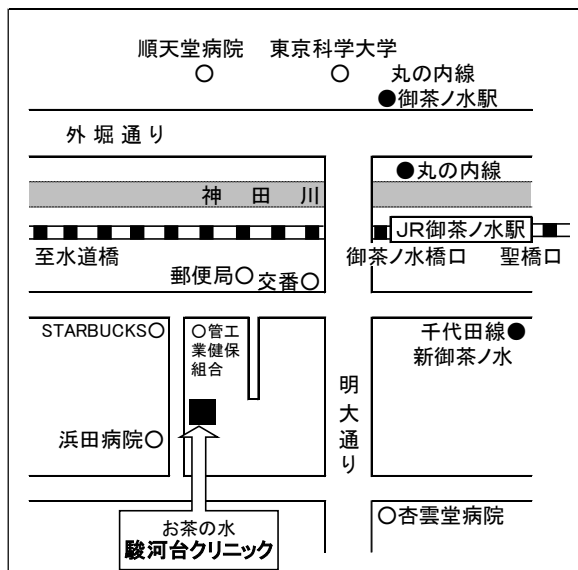 順天堂病院
東京科学大学
丸の内線
●御茶ノ水駅
外堀通り
●丸の内線
神田川
JR御茶ノ水駅
至水道橋
御茶ノ水橋口
聖橋口
郵便局○
交番○
STARBUCKS○
○管工
業健保
組合
千代田線●
新御茶ノ水
明大通り
浜田病院○
お茶の水
駿河台クリニック
○杏雲堂病院